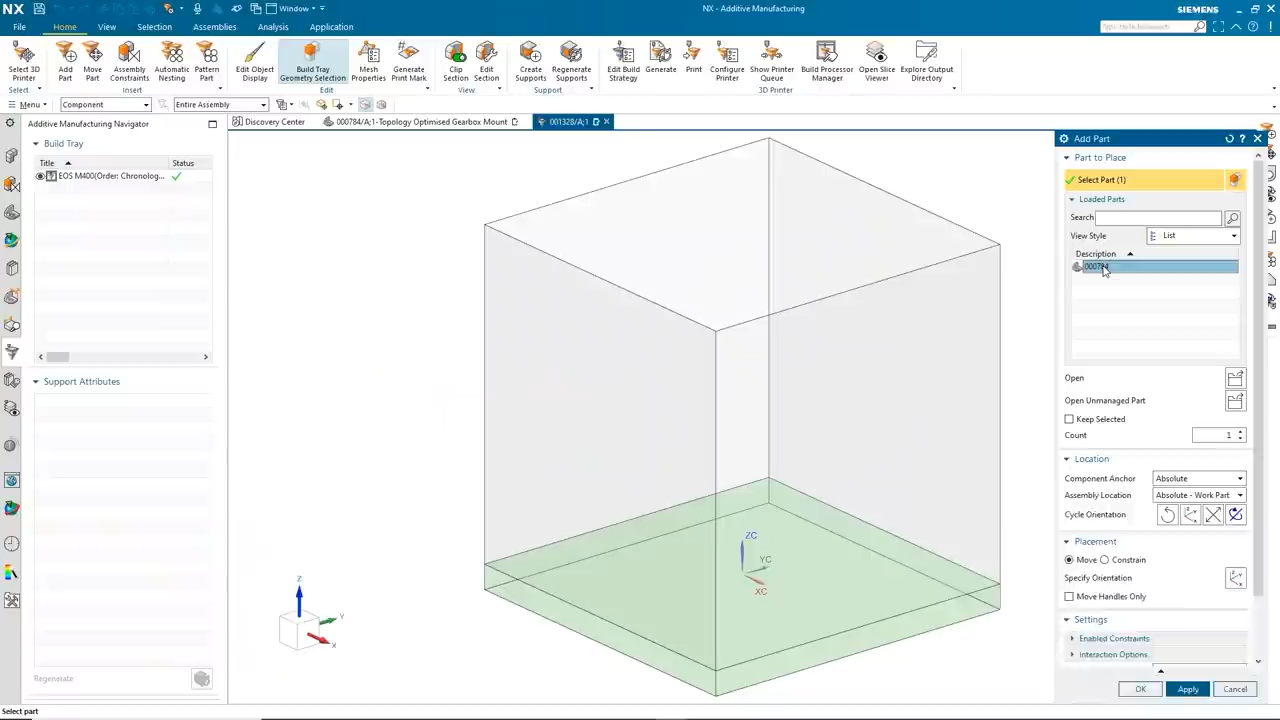 NX
Window
NX - Additive Manufacturing
SIEMENS
File
Home
View
Selection
Assemblies
Analysis
Application
Select 3D Printer
Add Part
Move Part
Assembly Constraints
Automatic Nesting
Pattern Part
Edit Object Display
Build Tray Geometry Selection
Mesh Properties
Generate Print Mark
Clip Section
Edit Section
Create Supports
Regenerate Supports
Edit Build Strategy
Generate
Print
Configure Printer
Show Printer Queue
Build Processor Manager
Open Slice Viewer
Explore Output Directory
Select
Insert
Edit
View
Support
3D Printer
Menu
Component
Entire Assembly
Additive Manufacturing Navigator
Discovery Center
000784/A;1-Topology Optimised Gearbox Mount
001328/A;1
Build Tray
Title
Status
EOS M400(Order: Chronolog...
Support Attributes
Regenerate
ZC
YC
XC
Z
Y
X
Add Part
Part to Place
Select Part (1)
Loaded Parts
Search
View Style
List
Description
Open
Open Unmanaged Part
Keep Selected
Count
1
Location
Component Anchor
Absolute
Assembly Location
Absolute - Work Part
Cycle Orientation
Placement
Move
Constrain
Specify Orientation
Move Handles Only
Settings
Enabled Constraints
Interaction Options
OK
Apply
Cancel
Select part